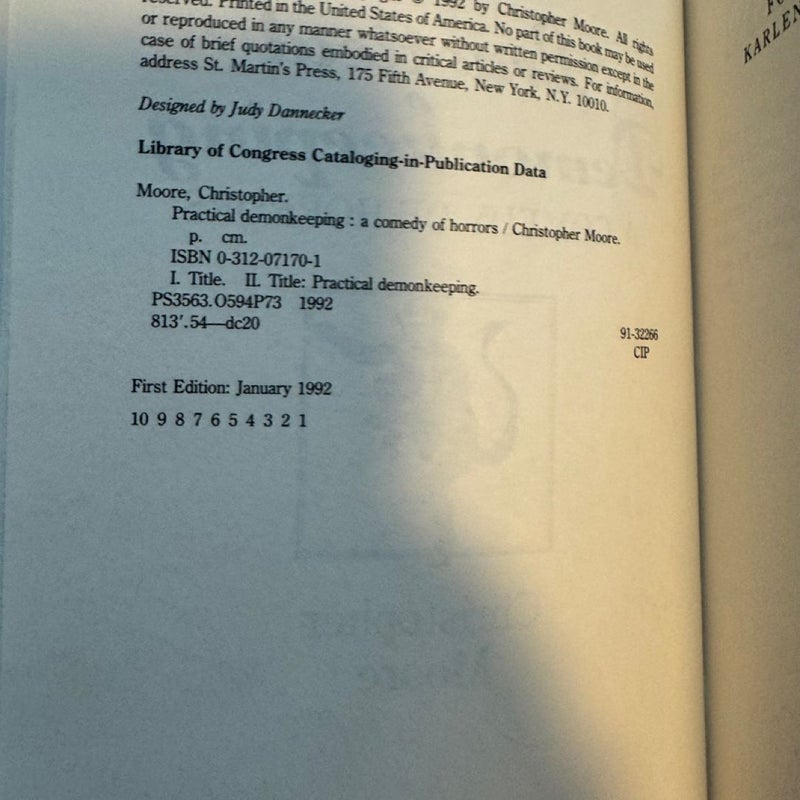 reserved. Printed in the United States of America. No part of this book may be used
© 1992 by Christopher Moore. All rights
or reproduced in any manner whatsoever without written permission except in the
case of brief quotations embodied in critical articles or reviews. For information,
address St. Martin's Press, 175 Fifth Avenue, New York, N.Y. 10010.
Designed by Judy Dannecker
Library of Congress Cataloging-in-Publication Data
Moore, Christopher.
Practical demonkeeping : a comedy of horrors / Christopher Moore.
p. cm.
ISBN 0-312-07170-1
I. Title. II. Title: Practical demonkeeping.
PS3563.O594P73 1992
813'.54—dc20
91-32266
CIP
First Edition: January 1992
10 9 8 7 6 5 4 3 2 1
KARLEN